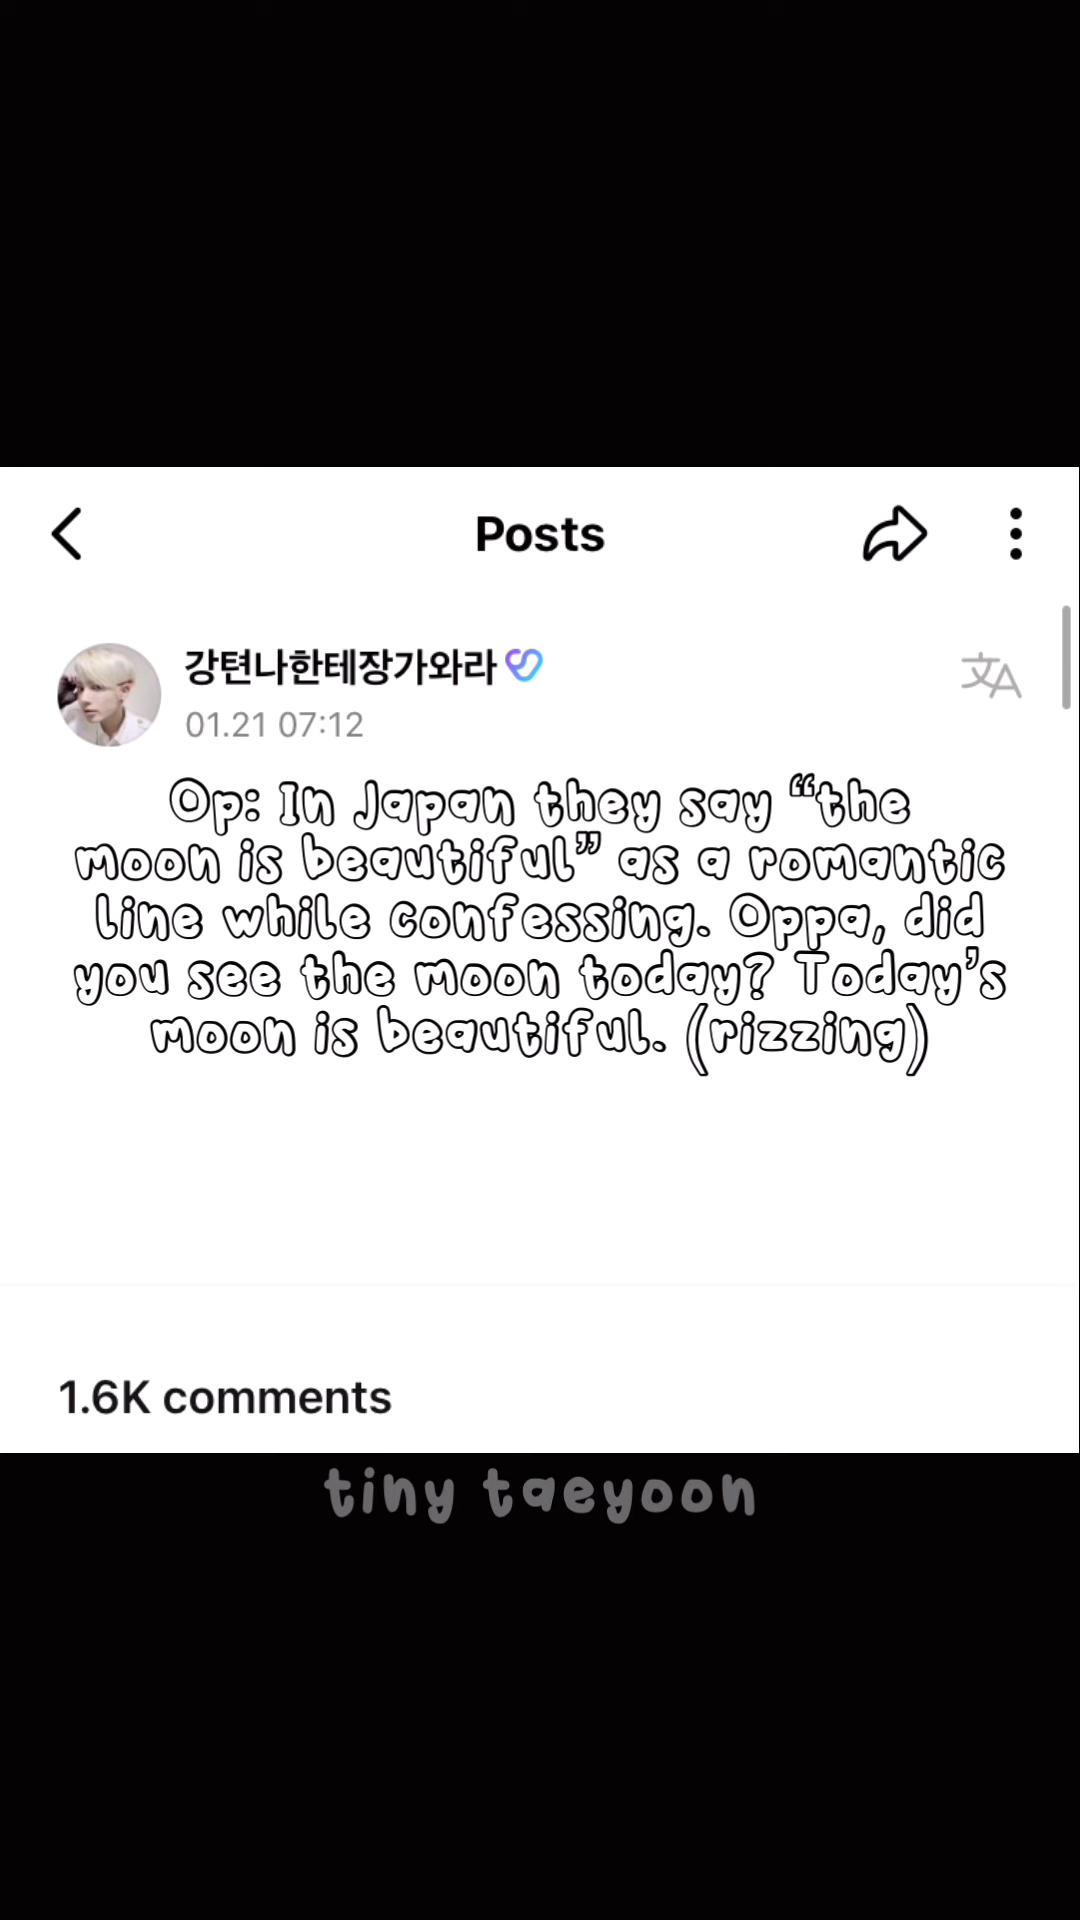 Posts
강텬나한테장가와라
01.21 07:12
Op: In Japan they say “the
moon is beautiful” as a romantic
line while confessing. Oppa, did
you see the moon today? Today’s
moon is beautiful. (rizzing)
1.6K comments
tiny taeyoon